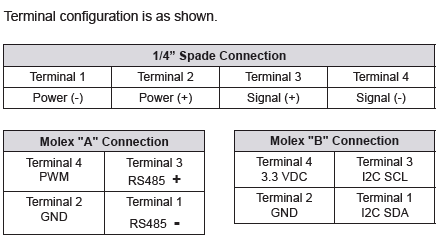 Terminal configuration is as shown.
1/4” Spade Connection
Terminal 1 Terminal 2 Terminal 3 Terminal 4
Power (-) Power (+) Signal (+) Signal (-)
Molex "A" Connection
Terminal 4 Terminal 3
PWM RS485 +
Terminal 2 Terminal 1
GND RS485 -
Molex "B" Connection
Terminal 4 Terminal 3
3.3 VDC I2C SCL
Terminal 2 Terminal 1
GND I2C SDA